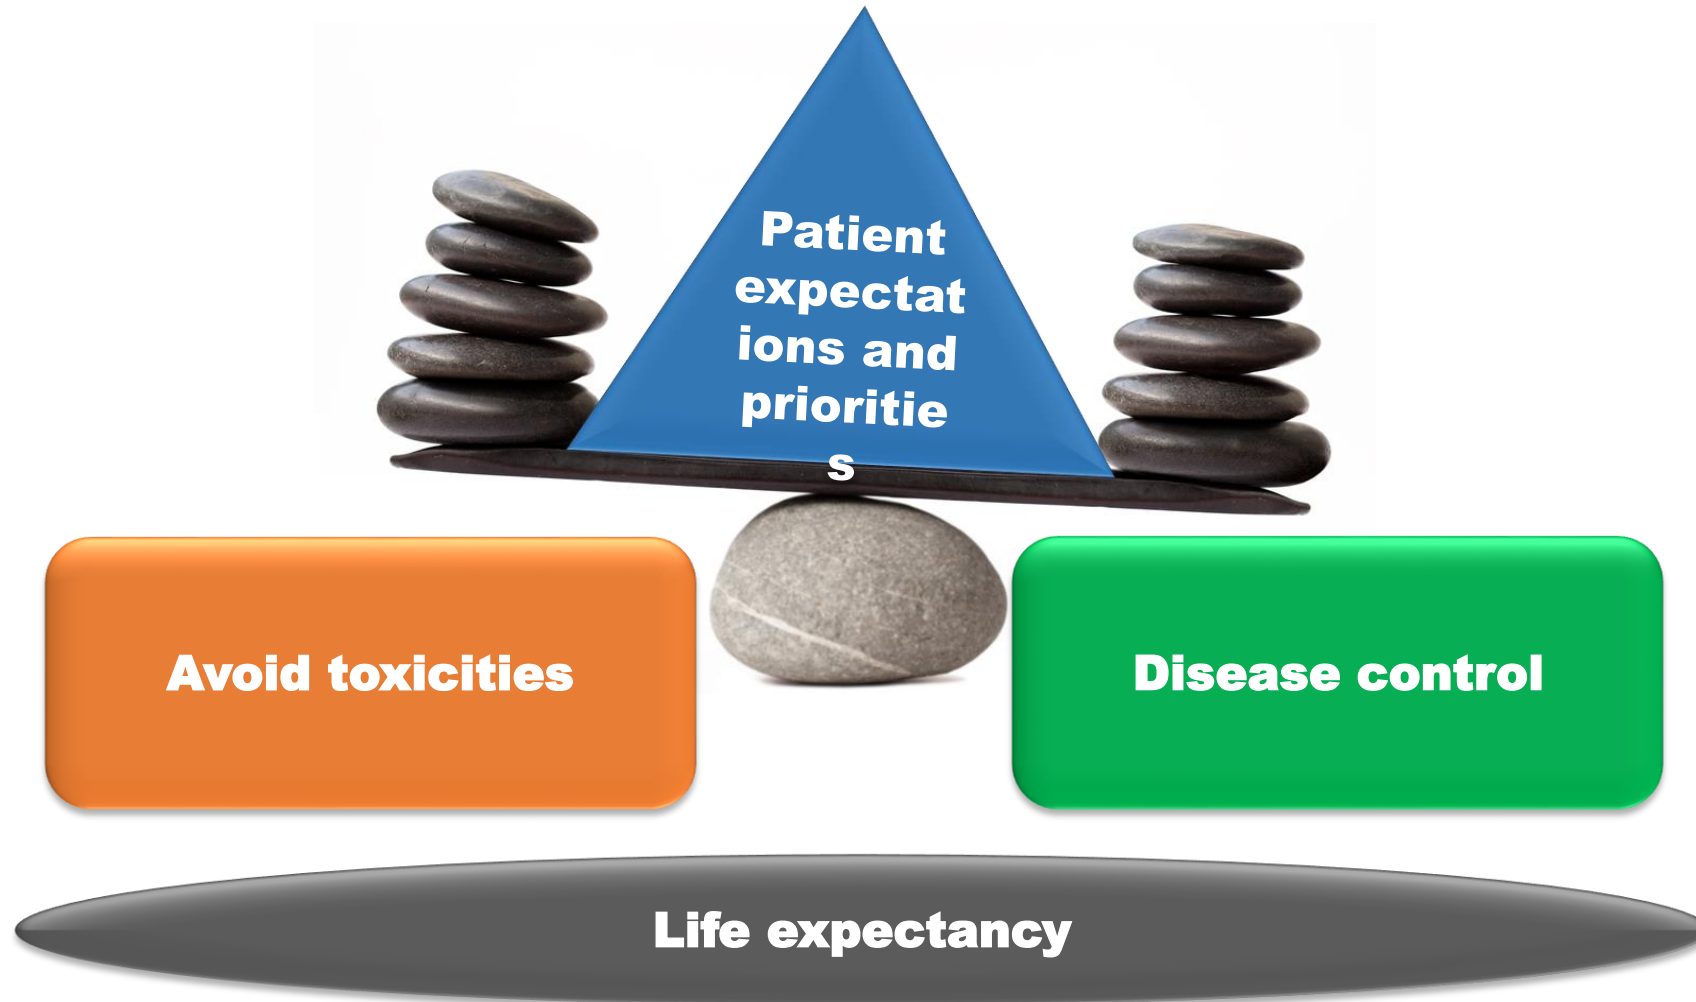 Patient
expectat
ions and
prioritie
s
Avoid toxicities
Disease control
Life expectancy